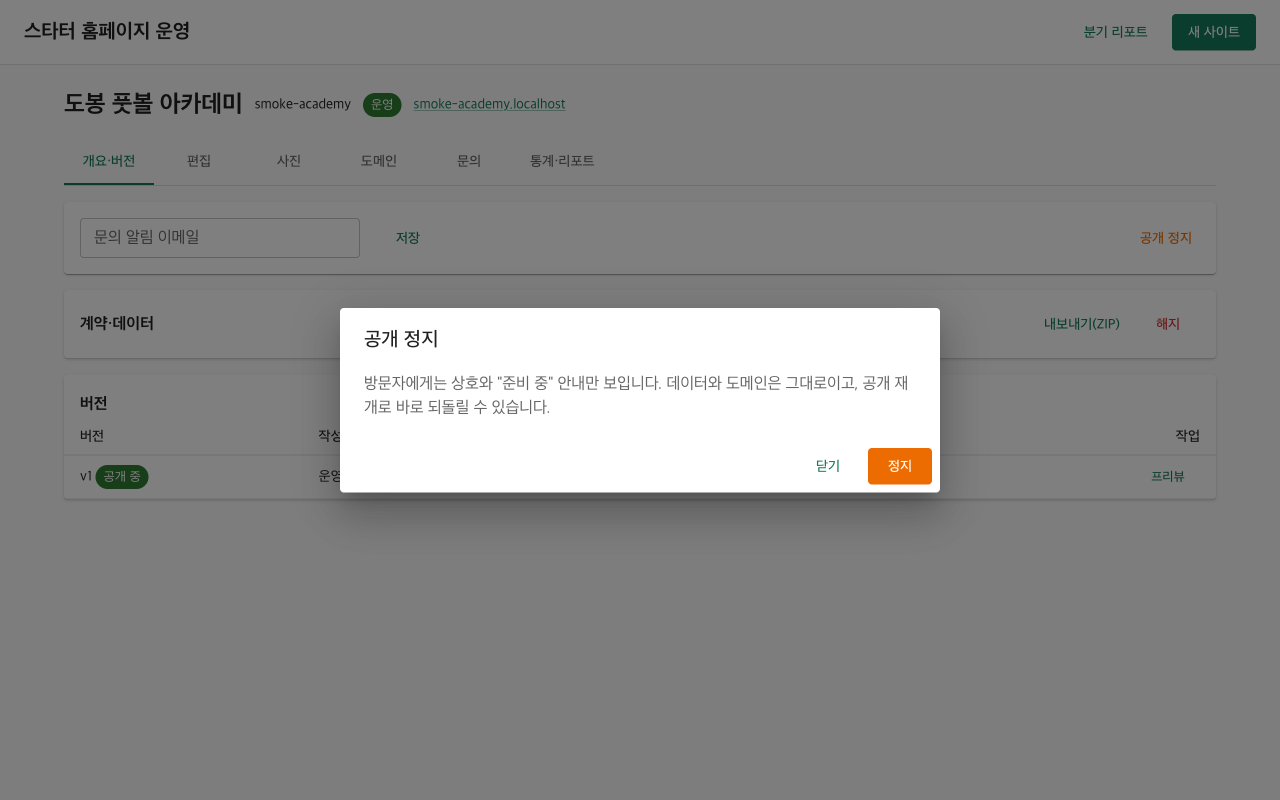 스타터 홈페이지 운영
분기 리포트
새 사이트
도봉 풋볼 아카데미
smoke-academy
운영
smoke-academy.localhost
개요·버전
편집
사진
도메인
문의
통계·리포트
문의 알림 이메일
저장
공개 정지
계약·데이터
내보내기(ZIP)
해지
공개 정지
방문자에게는 상호와 "준비 중" 안내만 보입니다. 데이터와 도메인은 그대로이고, 공개 재
개로 바로 되돌릴 수 있습니다.
닫기
정지
버전
버전
작업
v1
공개 중
운영
프리뷰